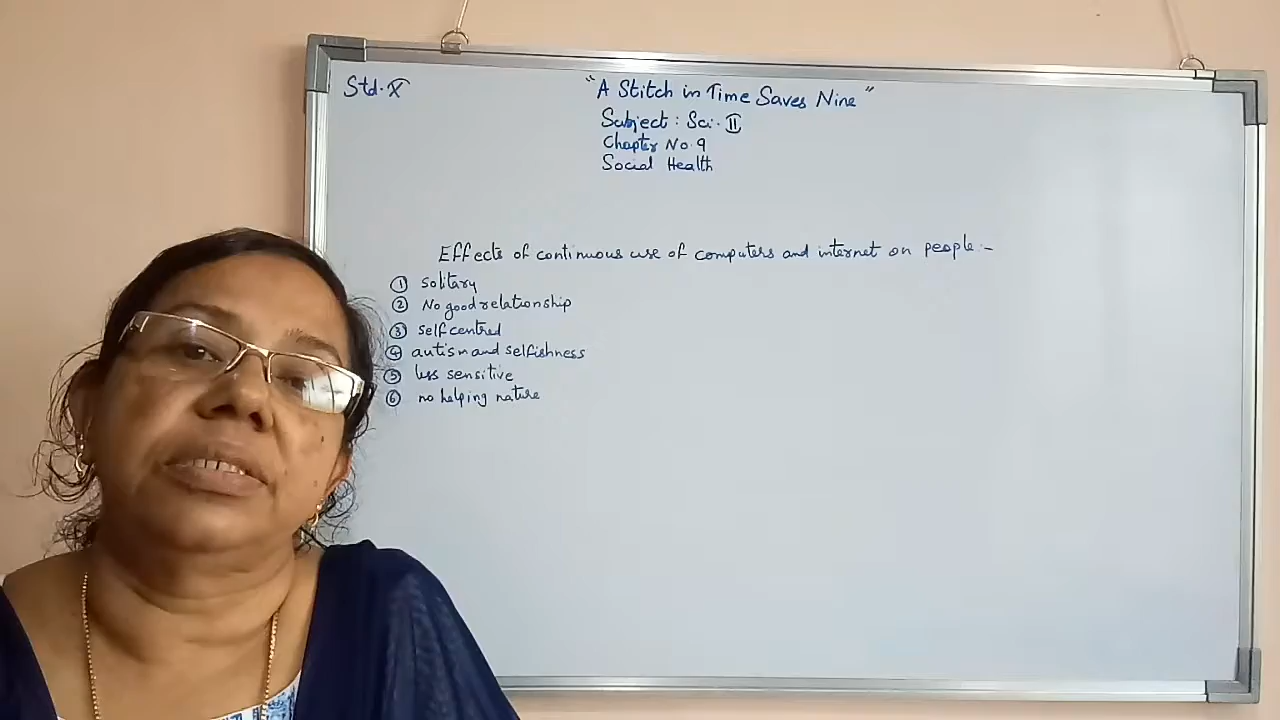 Std. X
"A Stitch in Time Saves Nine"
Subject : Sci. II
Chapter No. 9
Social Health
Effects of continuous use of computers and internet on people :-
① solitary
② No good relationship
③ self centred
④ autism and selfishness
⑤ less sensitive
⑥ no helping nature